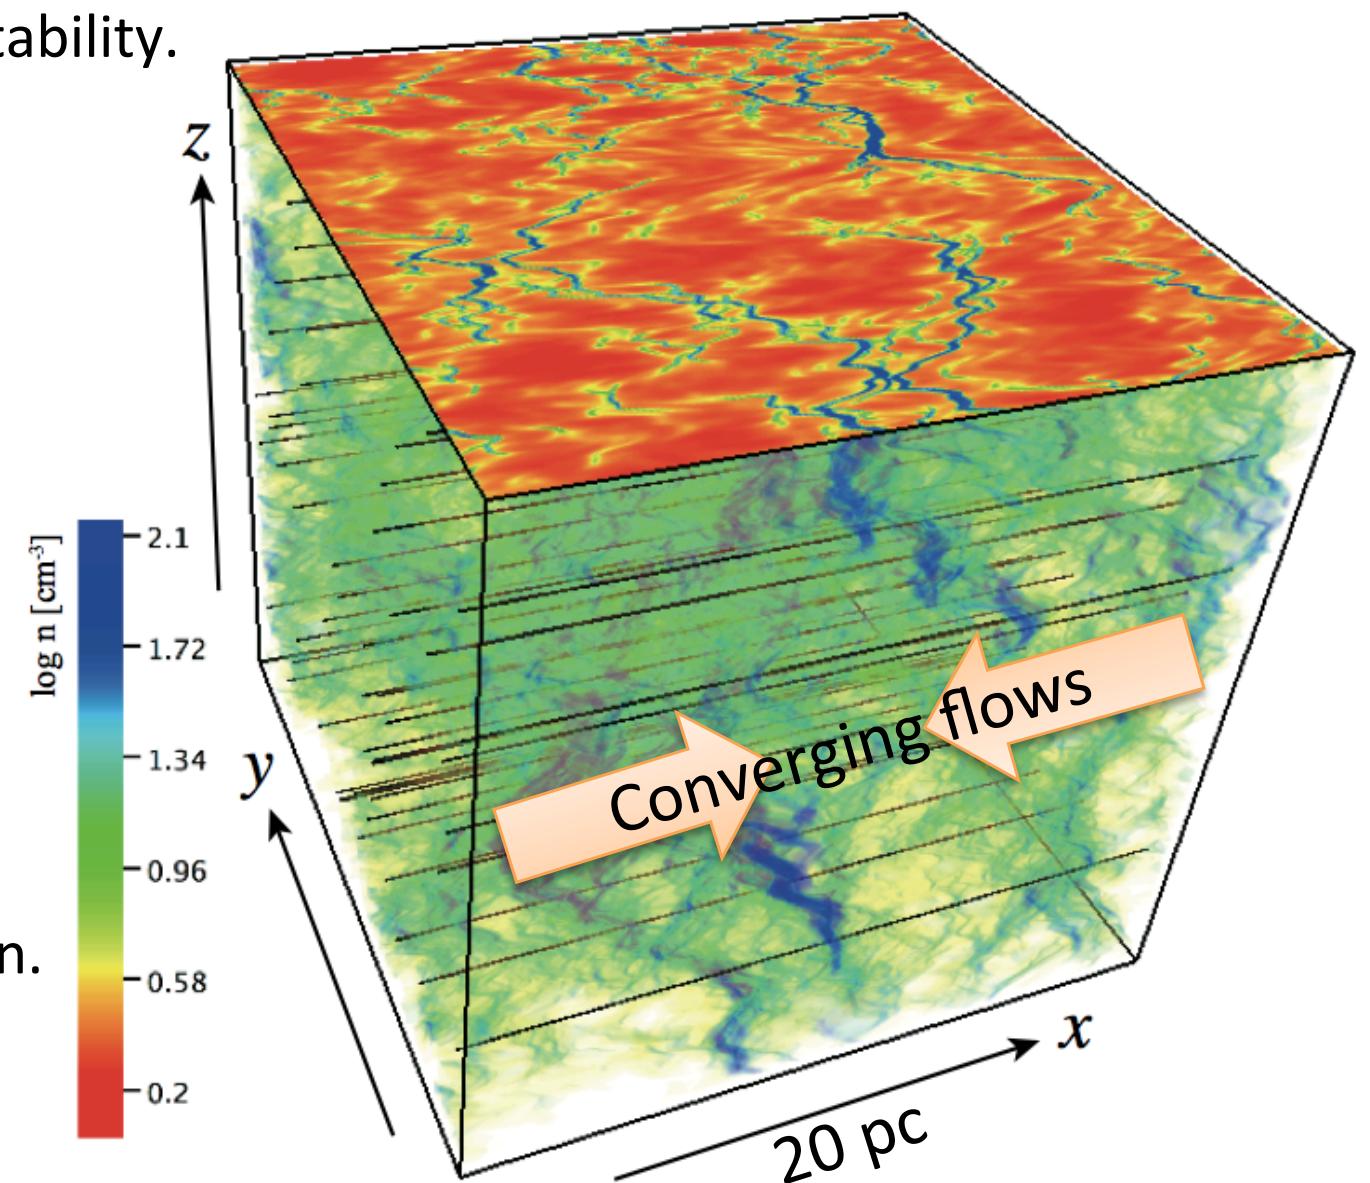 tability.
z
log n [cm⁻³]
2.1
1.72
1.34
0.96
0.58
0.2
y
Converging flows
n.
x
20 pc